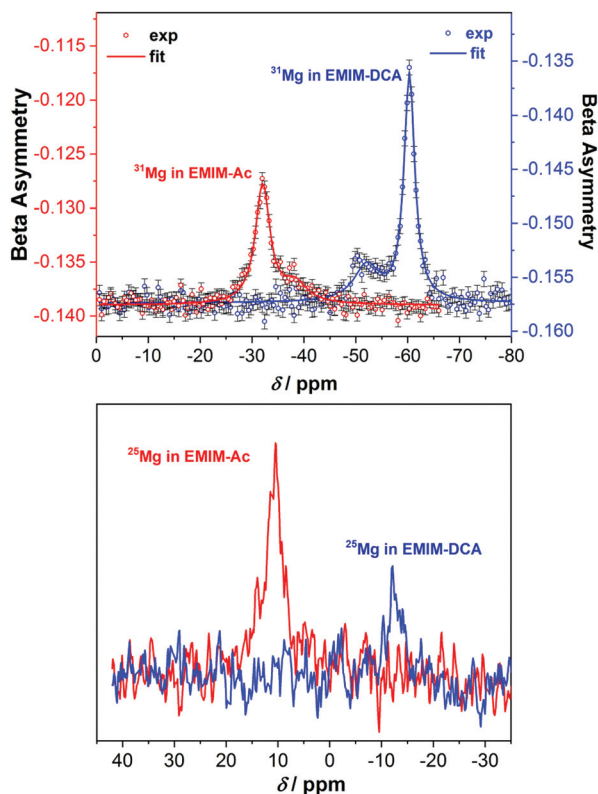 exp
fit
exp
fit
³¹Mg in EMIM-DCA
³¹Mg in EMIM-Ac
Beta Asymmetry
-0.115
-0.120
-0.125
-0.130
-0.135
-0.140
Beta Asymmetry
-0.135
-0.140
-0.145
-0.150
-0.155
-0.160
0 -10 -20 -30 -40 -50 -60 -70 -80
δ / ppm
²⁵Mg in EMIM-Ac
²⁵Mg in EMIM-DCA
40 30 20 10 0 -10 -20 -30
δ / ppm